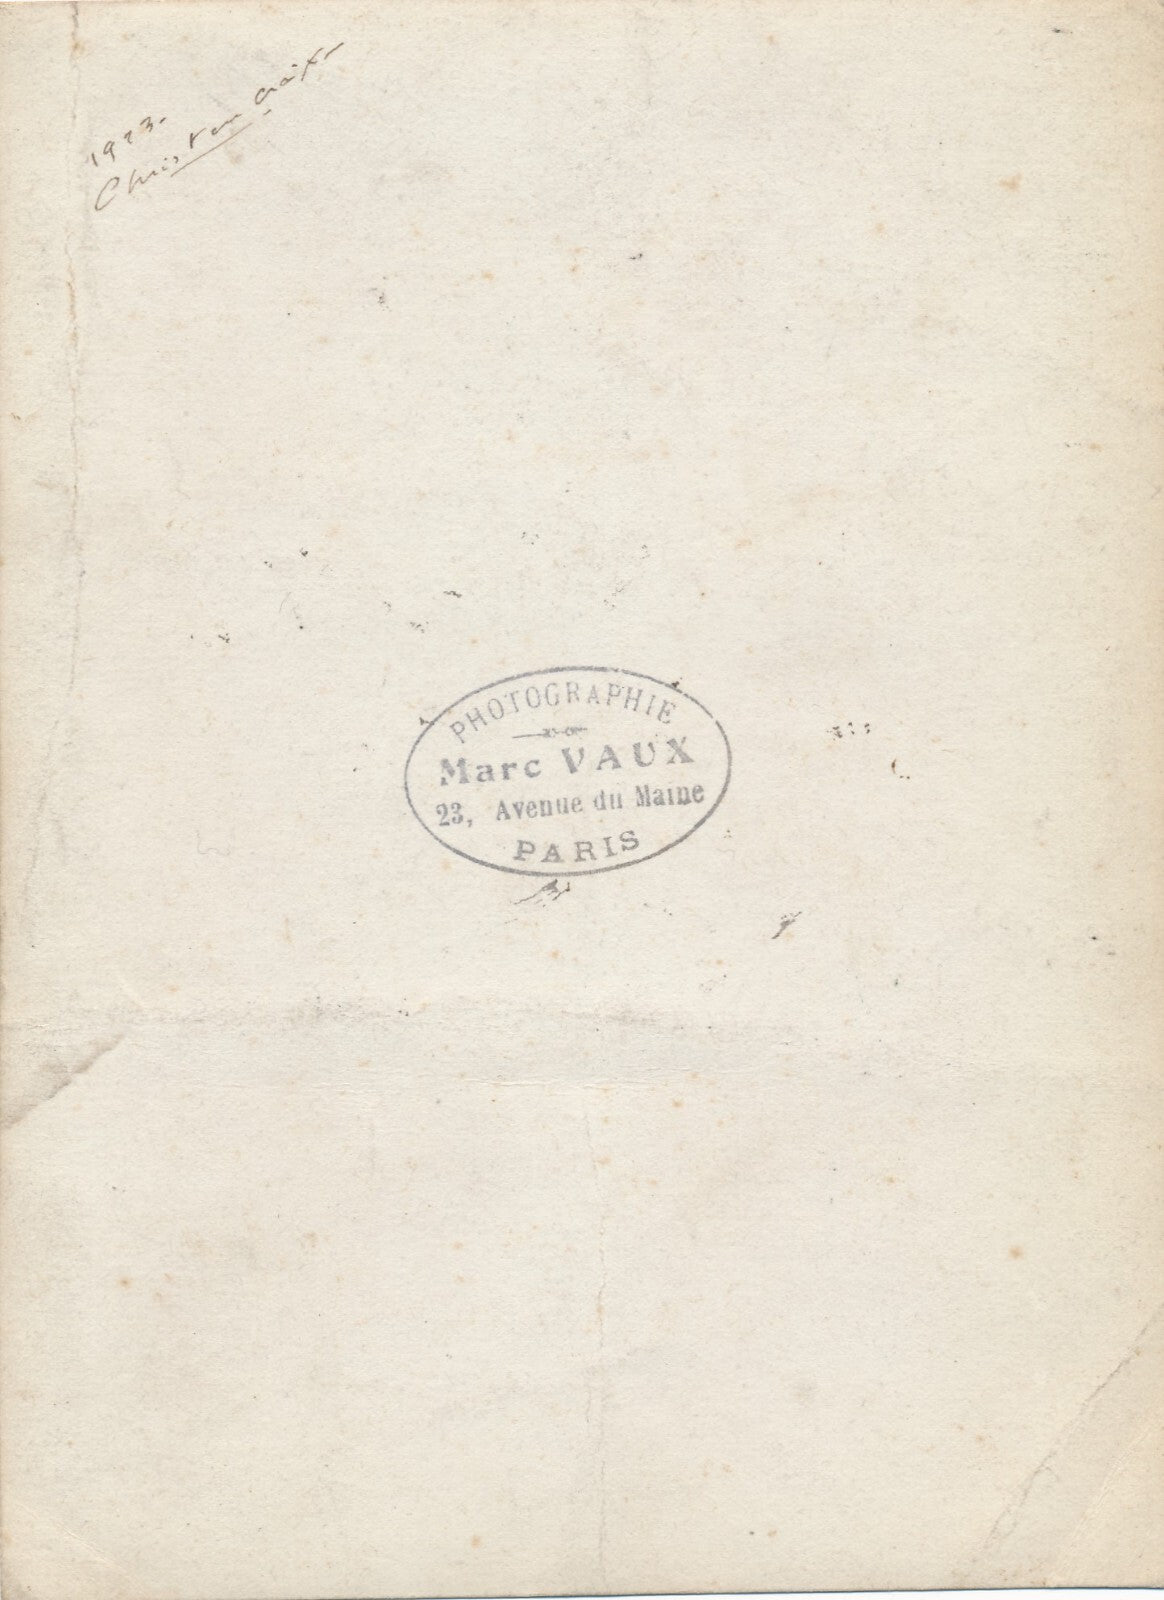 1923.
PHOTOGRAPHIE
Marc VAUX
23, Avenue du Maine
PARIS